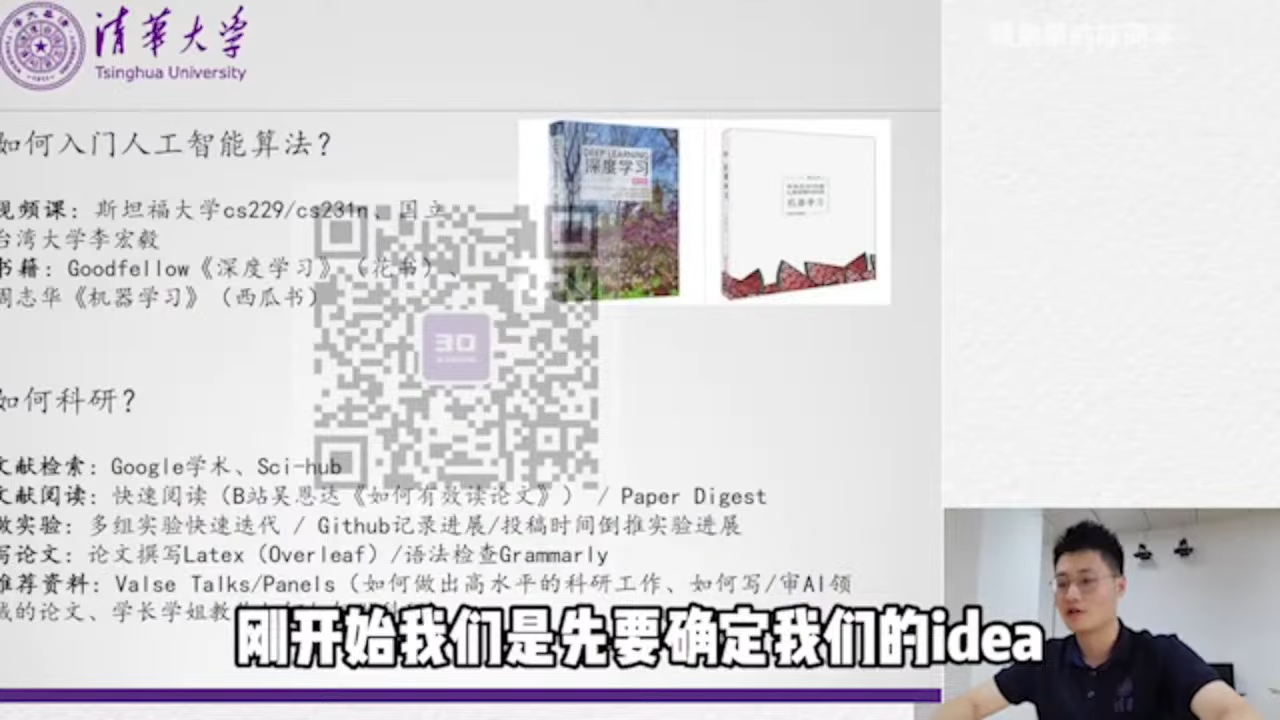 清华大学
Tsinghua University
如何入门人工智能算法？
DEEP LEARNING
深度学习
机器学习
视频课：斯坦福大学cs229/cs231n、国立
台湾大学李宏毅
书籍：Goodfellow《深度学习》（花书）、
周志华《机器学习》（西瓜书）
3D
如何科研？
文献检索：Google学术、Sci-hub
文献阅读：快速阅读（B站吴恩达《如何有效读论文》） / Paper Digest
做实验：多组实验快速迭代 / Github记录进展/投稿时间倒推实验进展
写论文：论文撰写Latex（Overleaf）/语法检查Grammarly
推荐资料：Valse Talks/Panels（如何做出高水平的科研工作、如何写/审AI领
域的论文、学长学姐教
刚开始我们是先要确定我们的idea